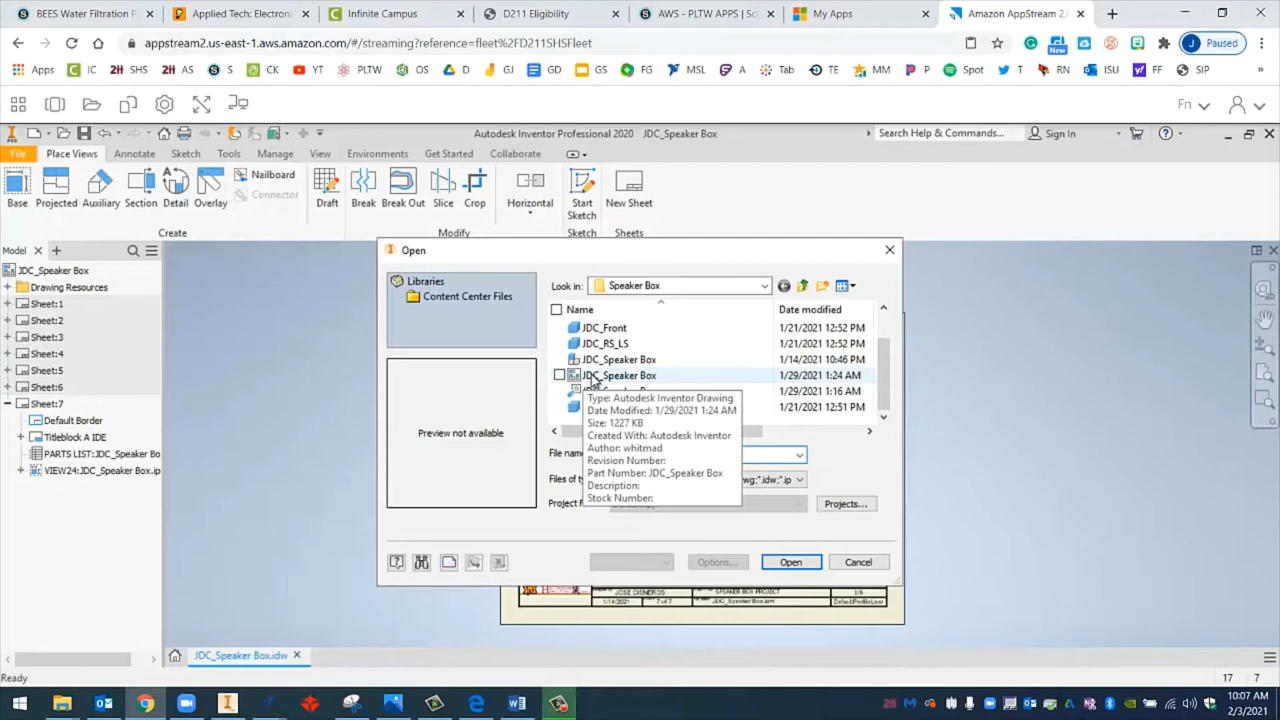 BEES Water Filtration P
Applied Tech: Electroni
Infinite Campus
D211 Eligibility
AWS - PLTW APPS | Scl
My Apps
Amazon AppStream 2.
appstream2.us-east-1.aws.amazon.com/#/streaming?reference=fleet%2FD211SHSFleet
New
J Paused
Apps IC SHS AS S CK YT PLTW OS D GJ GD GS FG MSL A Tab TE MM P Spot T RN ISU FF SIP
Fn
Autodesk Inventor Professional 2020 JDC_Speaker Box
Search Help & Commands...
Sign In
File Place Views Annotate Sketch Tools Manage View Environments Get Started Collaborate
Nailboard
Connector
Base Projected Auxiliary Section Detail Overlay Draft Break Break Out Slice Crop Horizontal Start Sketch New Sheet
Create Modify Sketch Sheets
Model
JDC_Speaker Box
Drawing Resources
Sheet:1
Sheet:2
Sheet:3
Sheet:4
Sheet:5
Sheet:6
Sheet:7
Default Border
Titleblock A IDE
PARTS LIST:JDC_Speaker Bo
VIEW24:JDC_Speaker Box.ip
Open
Libraries
Content Center Files
Preview not available
Look in: Speaker Box
Name Date modified
JDC_Front 1/21/2021 12:52 PM
JDC_RS_LS 1/21/2021 12:52 PM
JDC_Speaker Box 1/14/2021 10:46 PM
JDC_Speaker Box 1/29/2021 1:24 AM
1/29/2021 1:16 AM
1/21/2021 12:51 PM
Type: Autodesk Inventor Drawing
Date Modified: 1/29/2021 1:24 AM
Size: 1227 KB
Created With: Autodesk Inventor
Author: whitmad
Revision Number:
Part Number: JDC_Speaker Box
Description:
Stock Number:
File name
Files of ty
wg;*.idw;*.ip
Project F
Projects...
Options... Open Cancel
JOSE CISNEROS SPEAKER BOX PROJECT 1/6
1/14/2021 7 of 7 JDC_Speaker Box.iam DefaultProfileUser
JDC_Speaker Box.idw
Ready
17 7
10:07 AM
2/3/2021